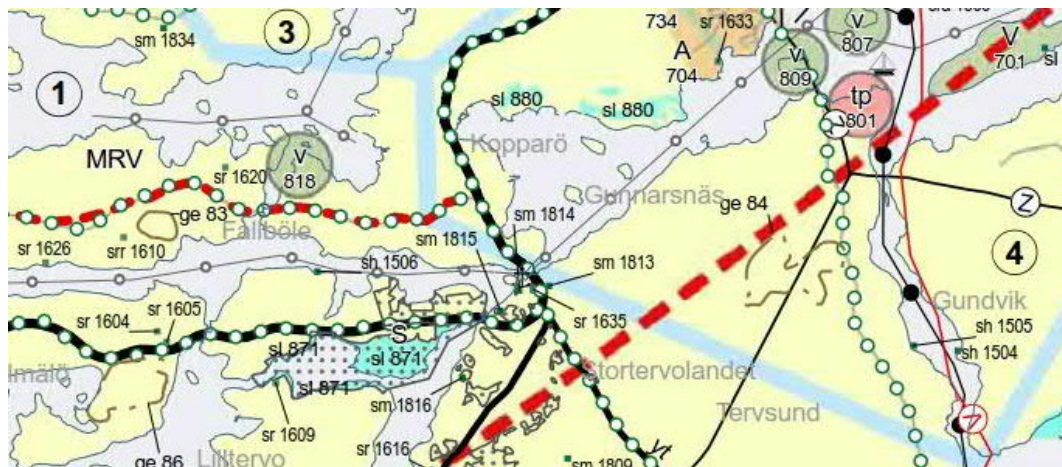 sm 1834
3
734
sr 1633
A
704
v
807
v
809
tp
801
V
701
sl
1
sl 880
sl 880
Kopparö
MRV
v
818
sr 1620
Gunnarsnäs
ge 84
Z
ge 83
sm 1814
sm 1815
Fallböle
sr 1626
srr 1610
sh 1506
sm 1813
4
Gundvik
sr 1604
sr 1605
S
sr 1635
sh 1505
sh 1504
sl 871
sl 871
sl 871
lmälö
sm 1816
Stortervolandet
Tervsund
sr 1609
sr 1616
yt
Z
ge 86
Lilltervo
sm 1809